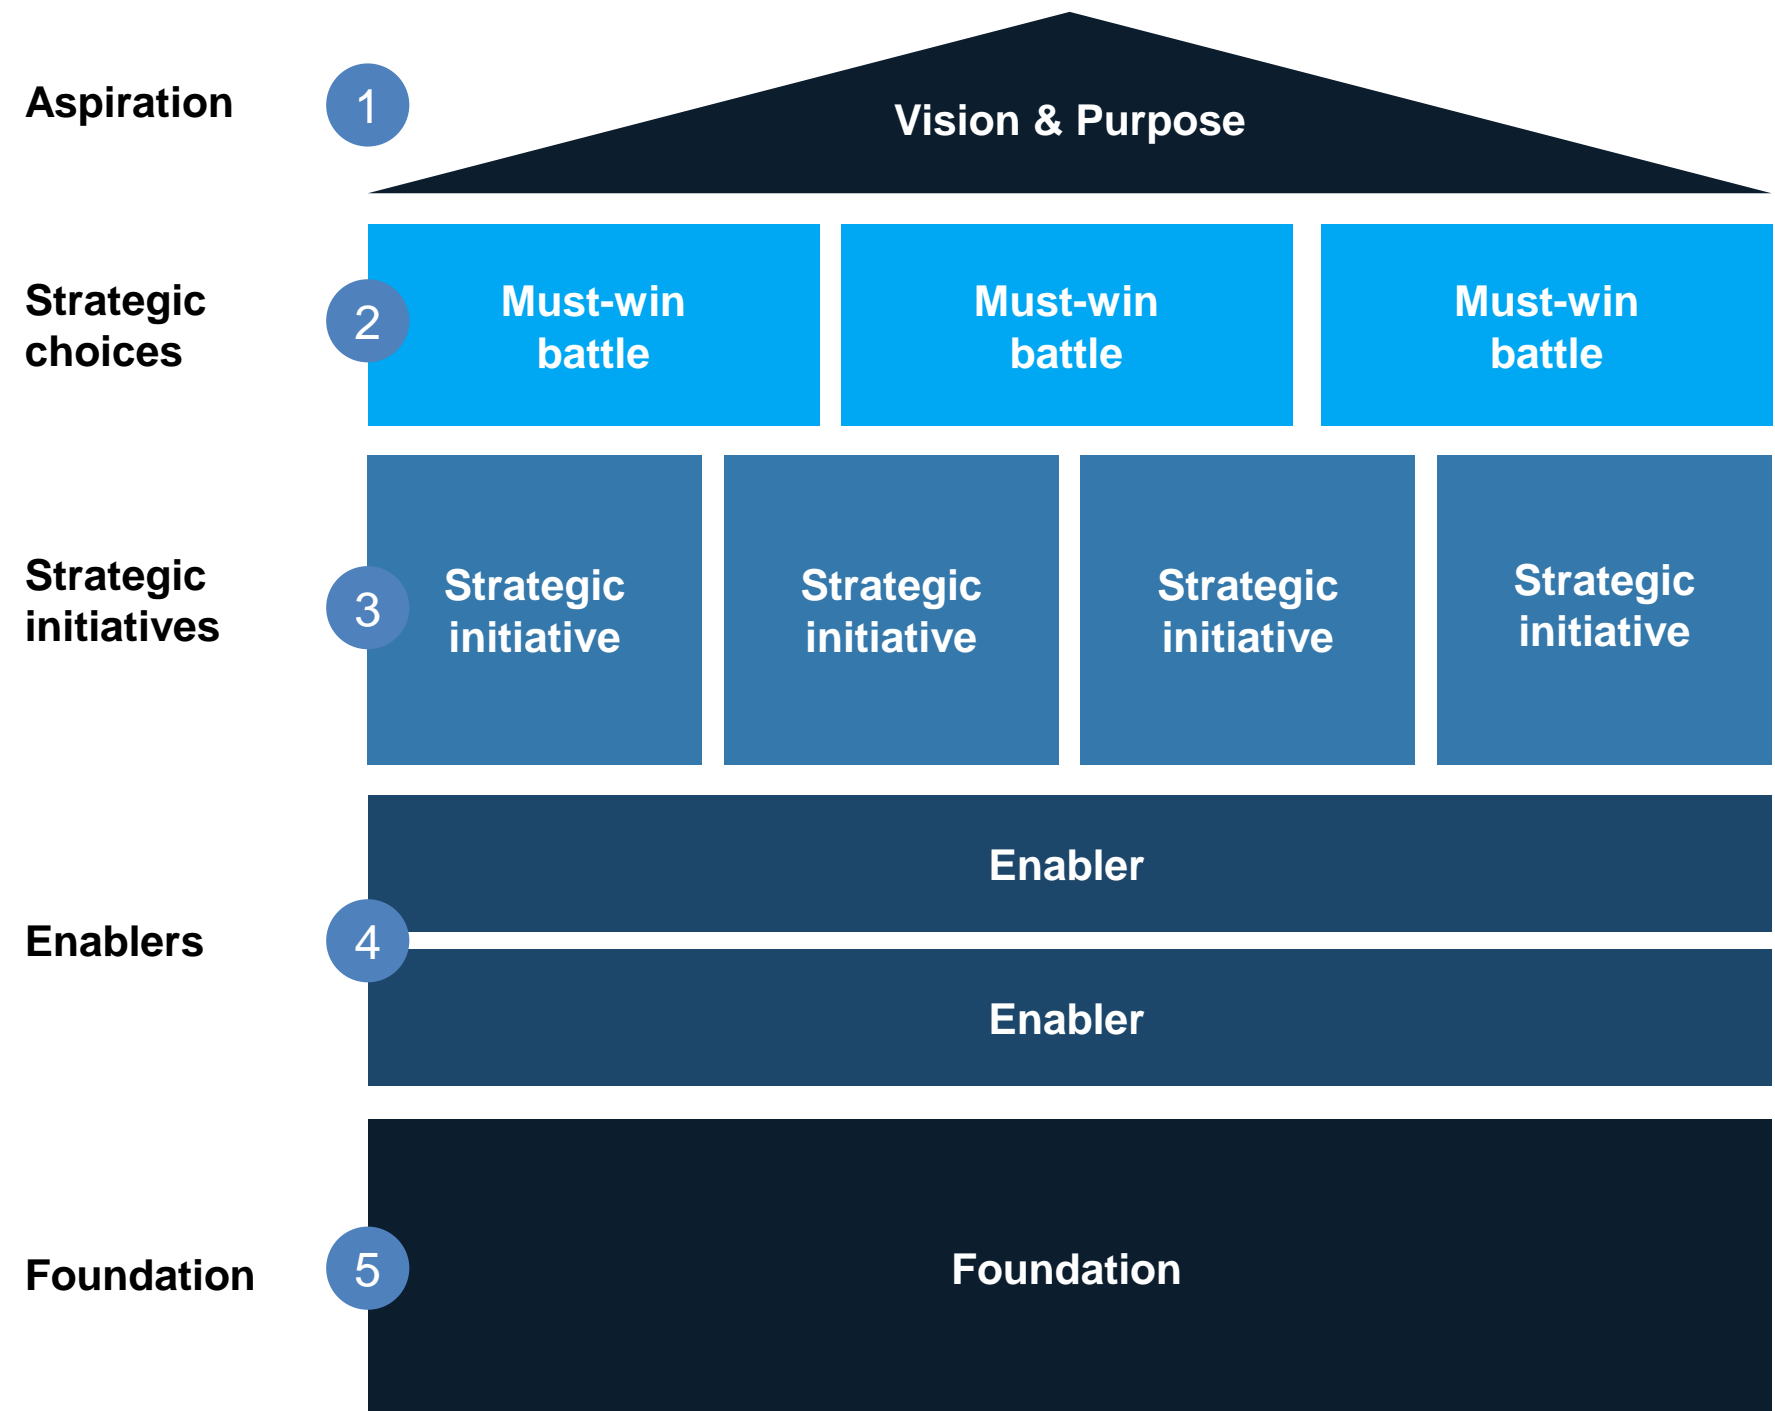 Aspiration
1
Vision & Purpose
Strategic
choices
2
Must-win
battle
Must-win
battle
Must-win
battle
Strategic
initiatives
3
Strategic
initiative
Strategic
initiative
Strategic
initiative
Strategic
initiative
Enablers
4
Enabler
Enabler
Foundation
5
Foundation